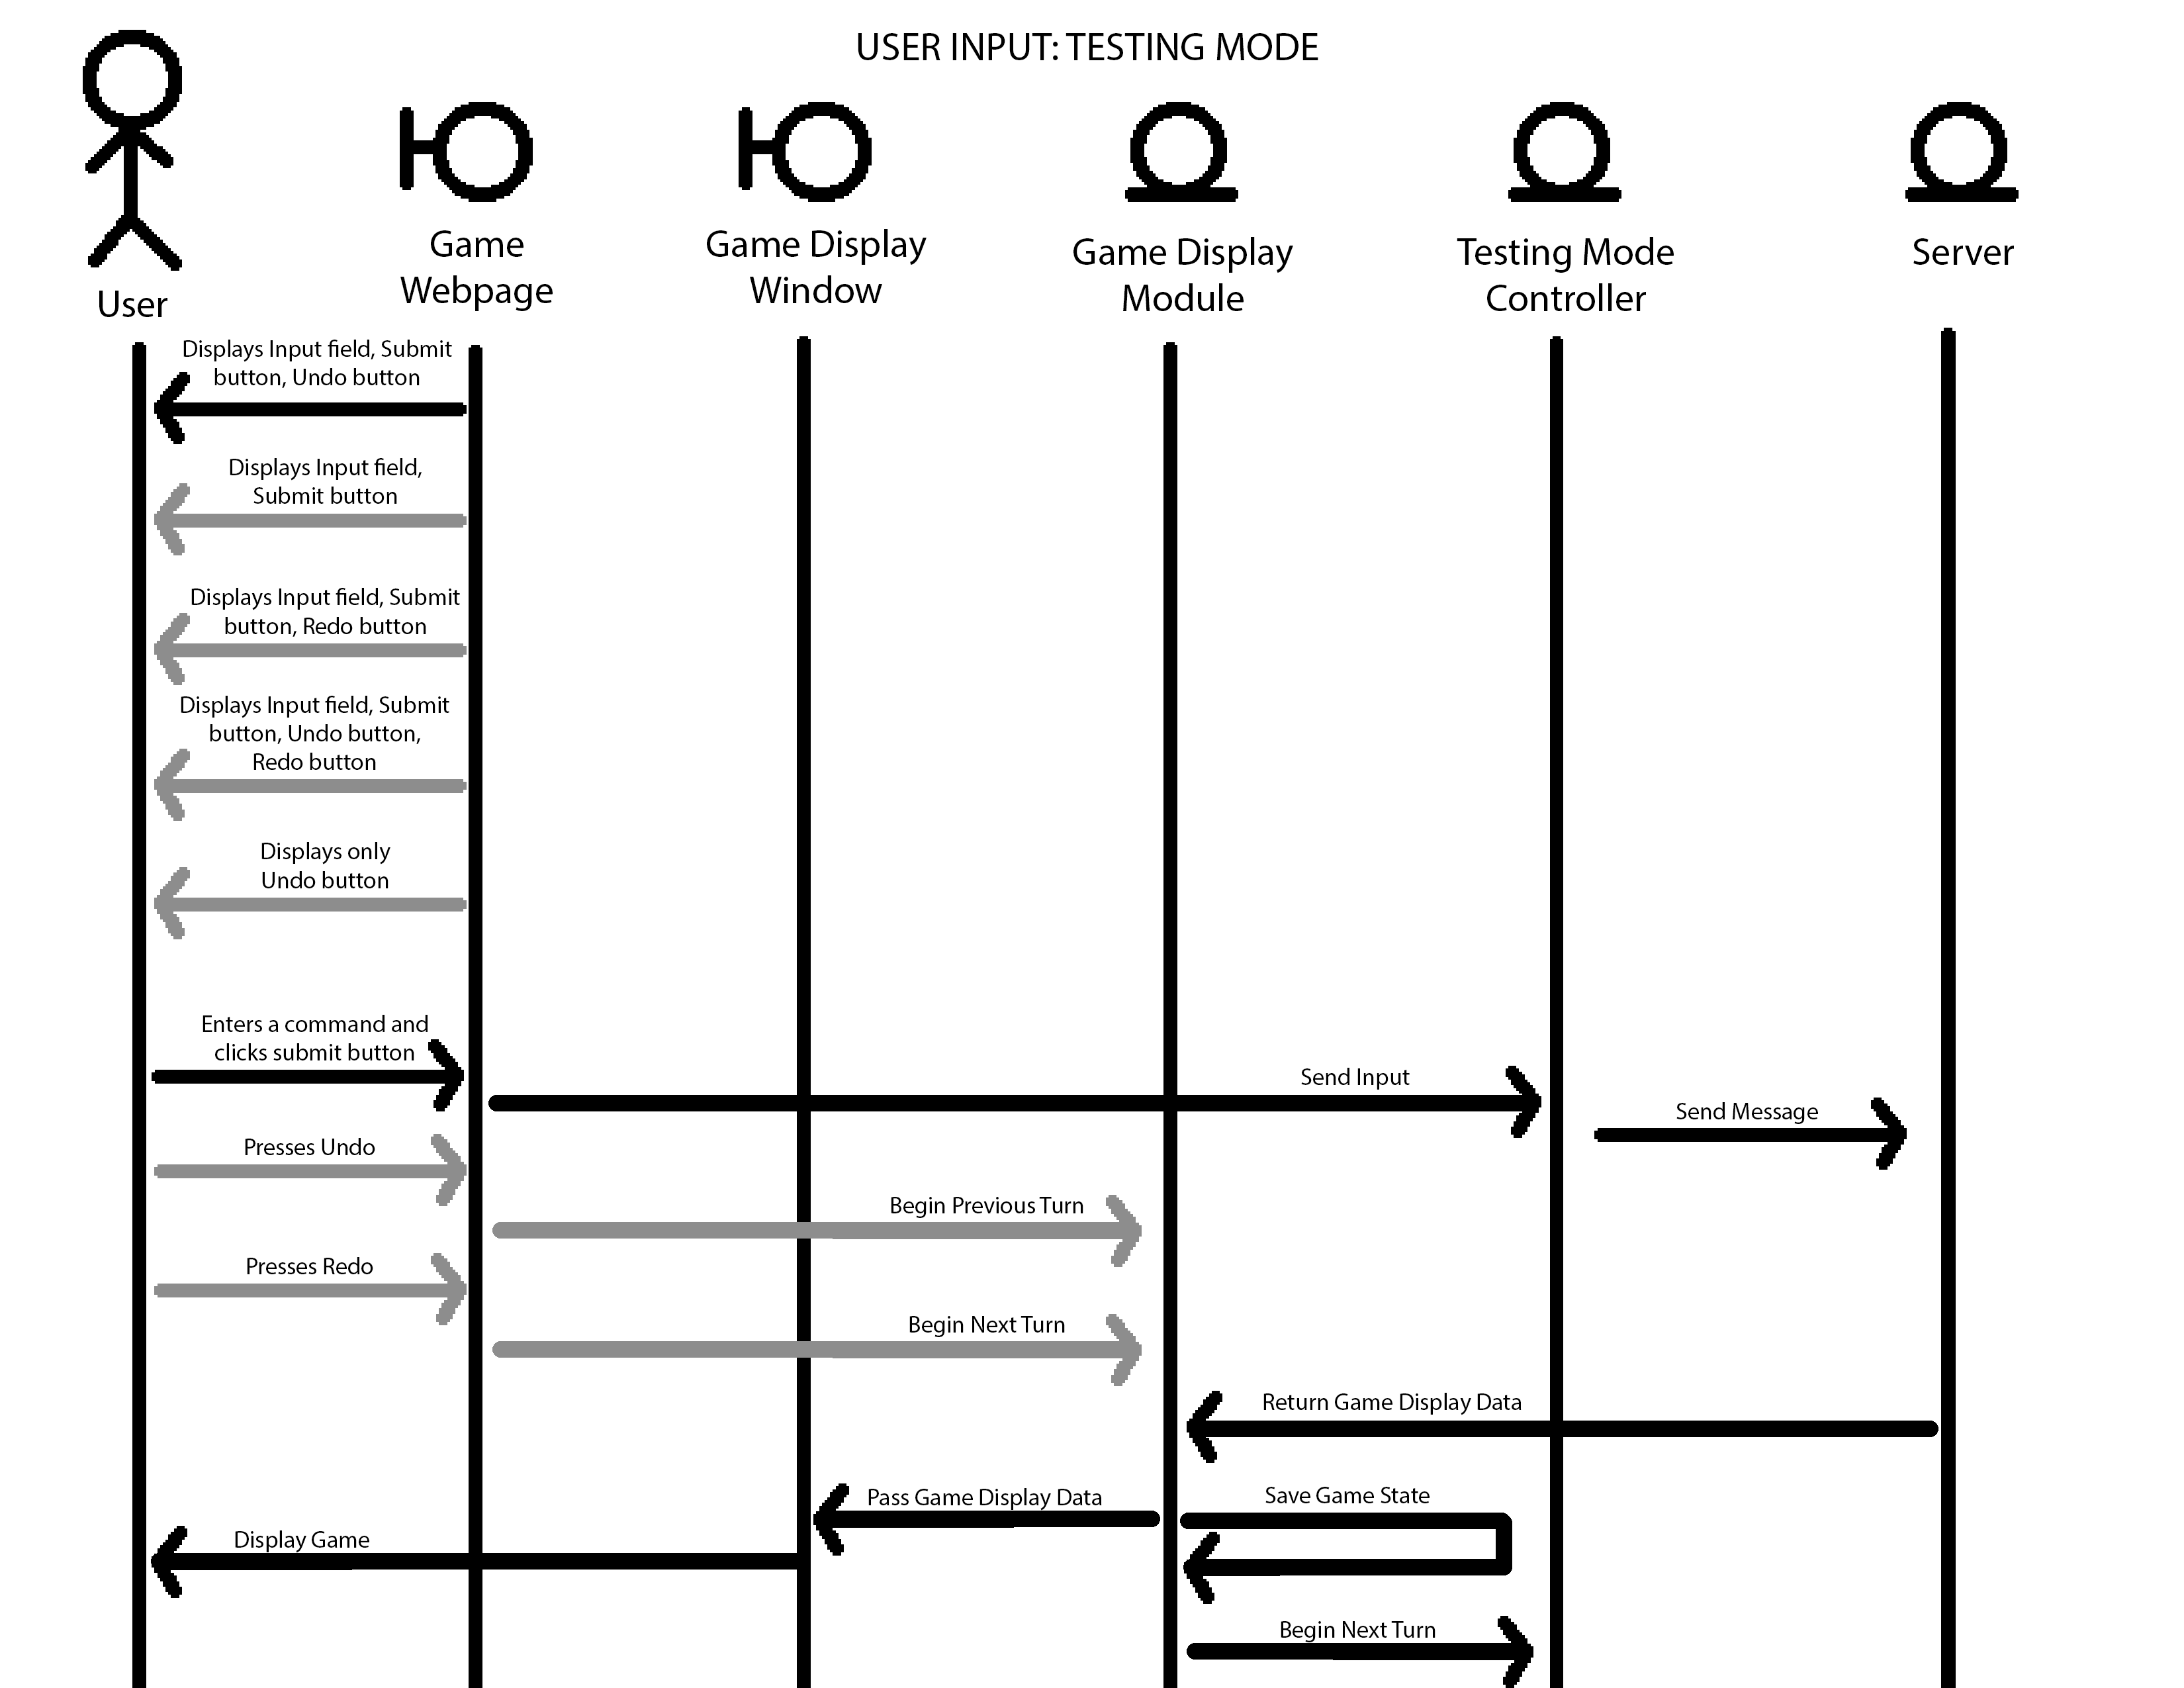 USER INPUT: TESTING MODE
User
Game
Webpage
Game Display
Window
Game Display
Module
Testing Mode
Controller
Server
Displays Input field, Submit
button, Undo button
Displays Input field,
Submit button
Displays Input field, Submit
button, Redo button
Displays Input field, Submit
button, Undo button,
Redo button
Displays only
Undo button
Enters a command and
clicks submit button
Send Input
Send Message
Presses Undo
Begin Previous Turn
Presses Redo
Begin Next Turn
Return Game Display Data
Pass Game Display Data
Save Game State
Display Game
Begin Next Turn